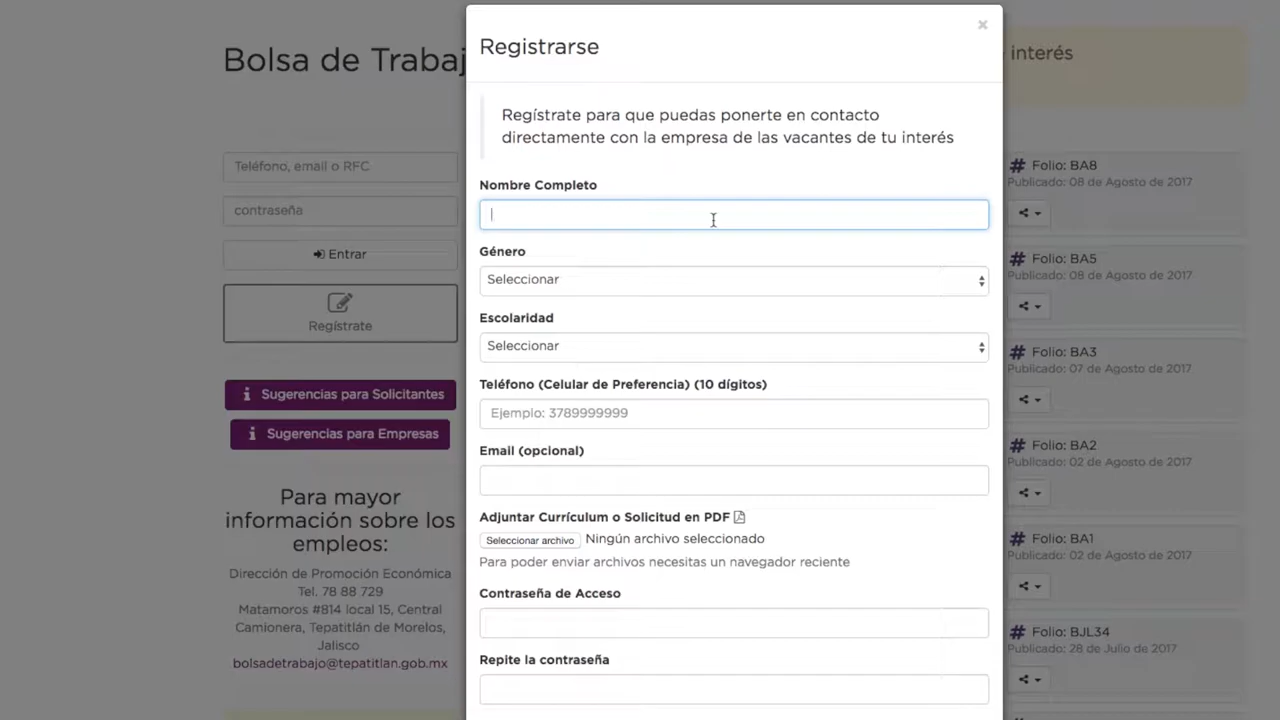 Bolsa de Trabaj
Teléfono, email o RFC
contraseña
Entrar
Regístrate
Sugerencias para Solicitantes
Sugerencias para Empresas
Para mayor
información sobre los
empleos:
Dirección de Promoción Económica
Tel. 78 88 729
Matamoros #814 local 15, Central
Camionera, Tepatitlán de Morelos,
Jalisco
bolsadetrabajo@tepatitlan.gob.mx
×
Registrarse
Regístrate para que puedas ponerte en contacto
directamente con la empresa de las vacantes de tu interés
Nombre Completo
Género
Seleccionar
Escolaridad
Seleccionar
Teléfono (Celular de Preferencia) (10 dígitos)
Ejemplo: 3789999999
Email (opcional)
Adjuntar Currículum o Solicitud en PDF
Seleccionar archivo Ningún archivo seleccionado
Para poder enviar archivos necesitas un navegador reciente
Contraseña de Acceso
Repite la contraseña
interés
# Folio: BA8
Publicado: 08 de Agosto de 2017
# Folio: BA5
Publicado: 08 de Agosto de 2017
# Folio: BA3
Publicado: 07 de Agosto de 2017
# Folio: BA2
Publicado: 02 de Agosto de 2017
# Folio: BA1
Publicado: 02 de Agosto de 2017
# Folio: BJL34
Publicado: 28 de Julio de 2017